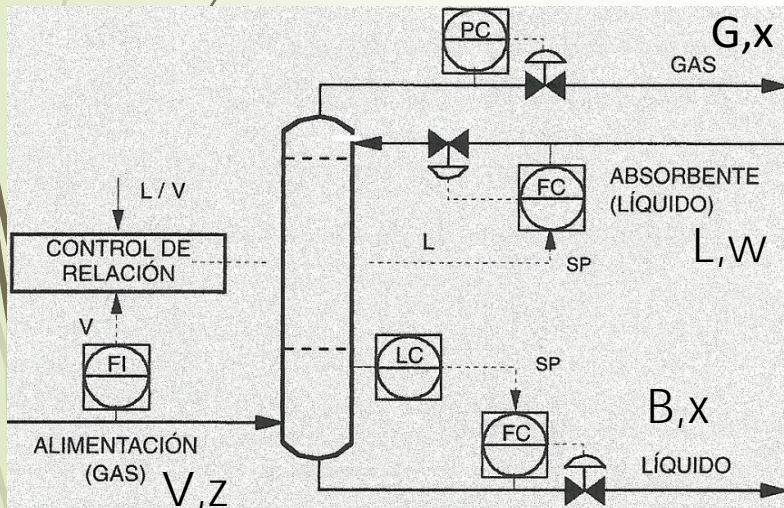 PC
G,x
GAS
L / V
FC
ABSORBENTE
(LÍQUIDO)
CONTROL DE
RELACIÓN
L
SP
L,w
V
FI
LC
SP
FC
B,x
ALIMENTACIÓN
(GAS)
V,z
LÍQUIDO